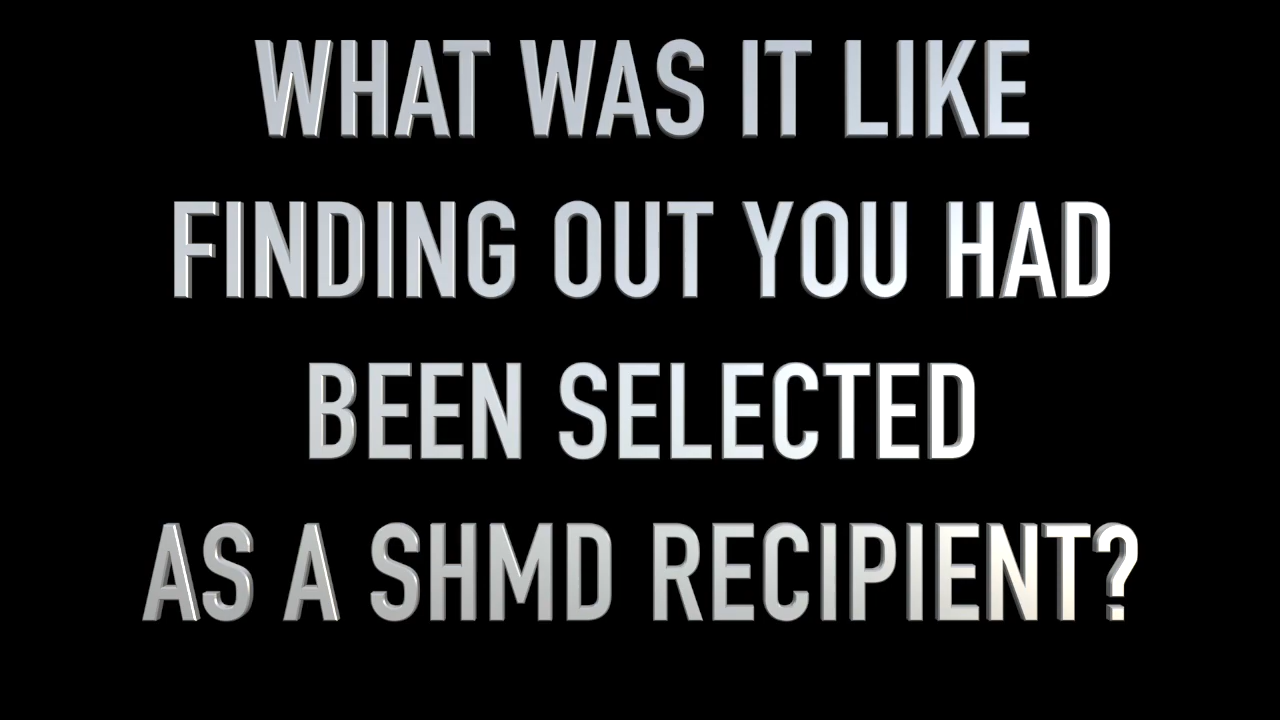 WHAT WAS IT LIKE
FINDING OUT YOU HAD
BEEN SELECTED
AS A SHMD RECIPIENT?